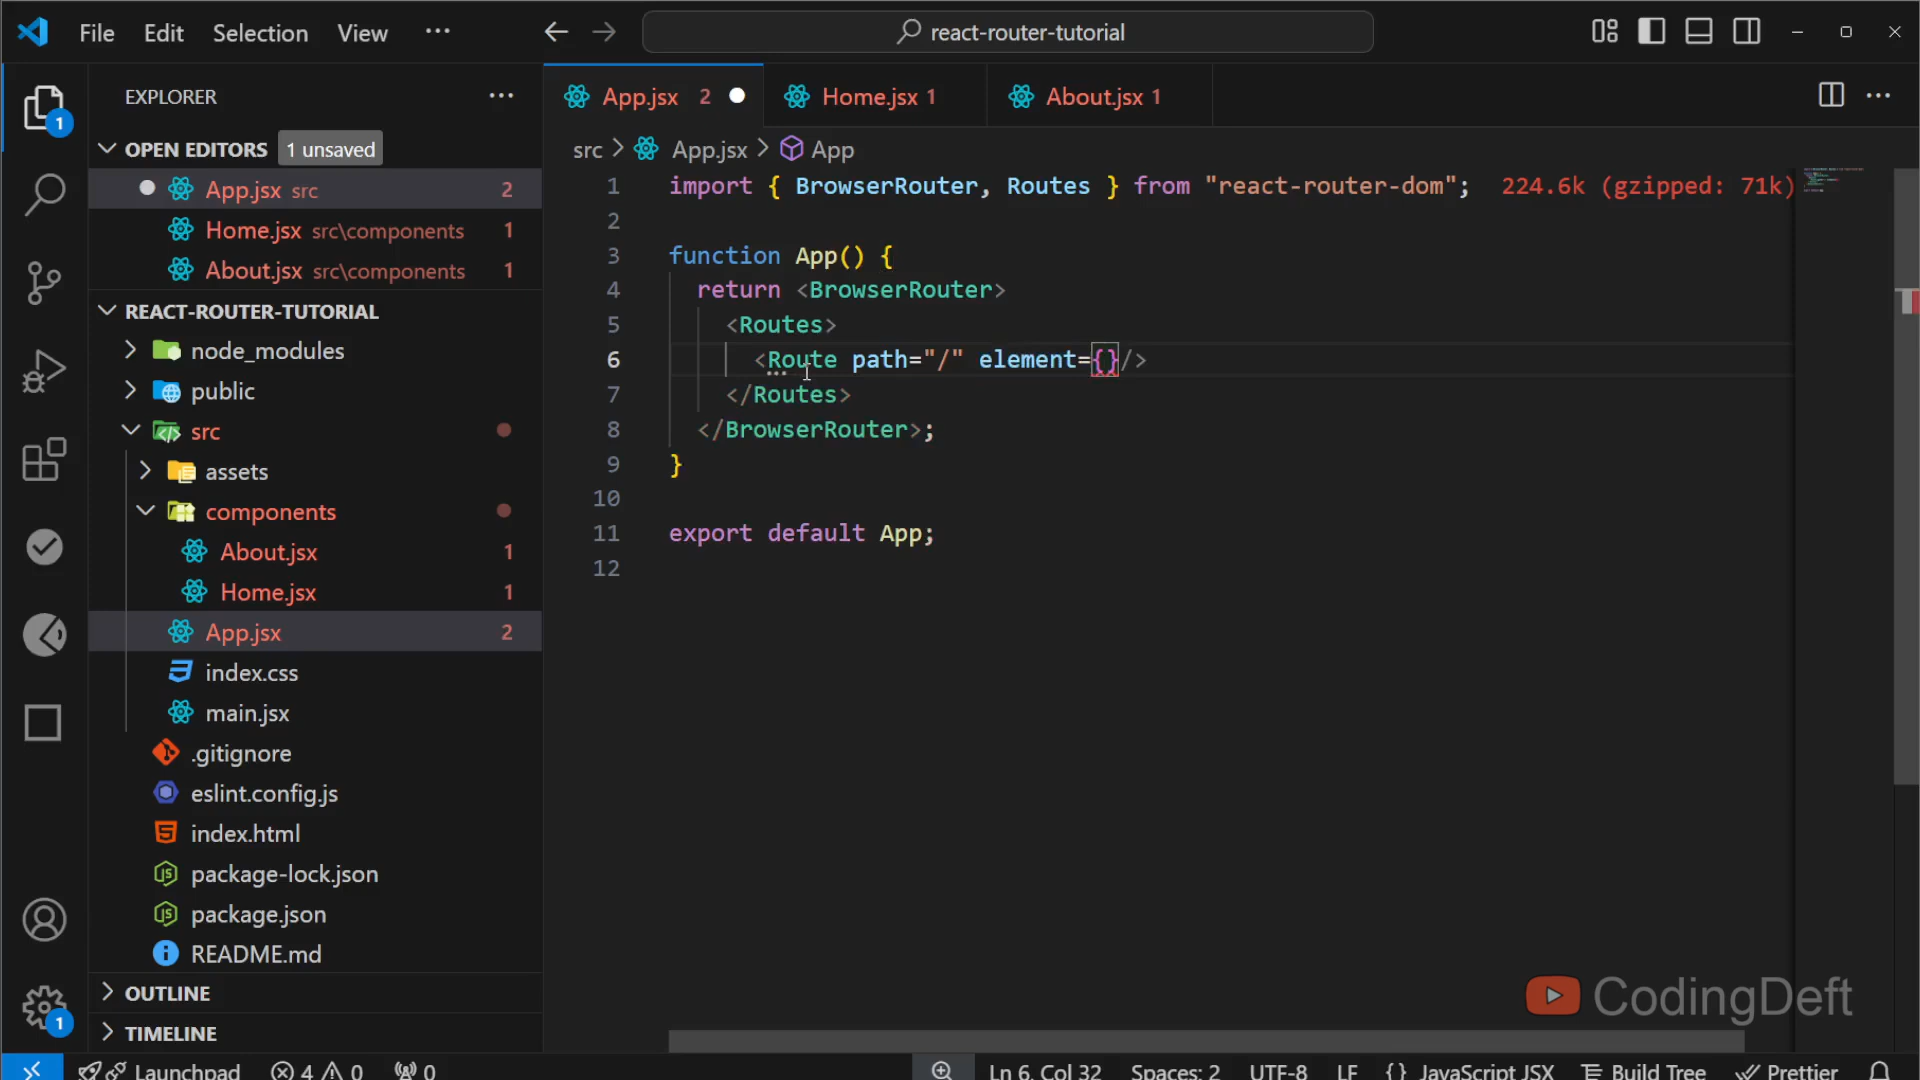 File Edit Selection View ··· react-router-tutorial
EXPLORER ···
OPEN EDITORS 1 unsaved
App.jsx src 2
Home.jsx src\components 1
About.jsx src\components 1
REACT-ROUTER-TUTORIAL
node_modules
public
src
assets
components
About.jsx 1
Home.jsx 1
App.jsx 2
index.css
main.jsx
.gitignore
eslint.config.js
index.html
package-lock.json
package.json
README.md
OUTLINE
TIMELINE
1
1
App.jsx 2 Home.jsx 1 About.jsx 1
src > App.jsx > App
1 import { BrowserRouter, Routes } from "react-router-dom"; 224.6k (gzipped: 71k)
2
3 function App() {
4 return <BrowserRouter>
5 <Routes>
6 <Route path="/" element={}/>
7 </Routes>
8 </BrowserRouter>;
9 }
10
11 export default App;
12
CodingDeft
Launchpad 4 0 0 Ln 6, Col 32 Spaces: 2 UTF-8 LF {} JavaScript JSX Build Tree Prettier